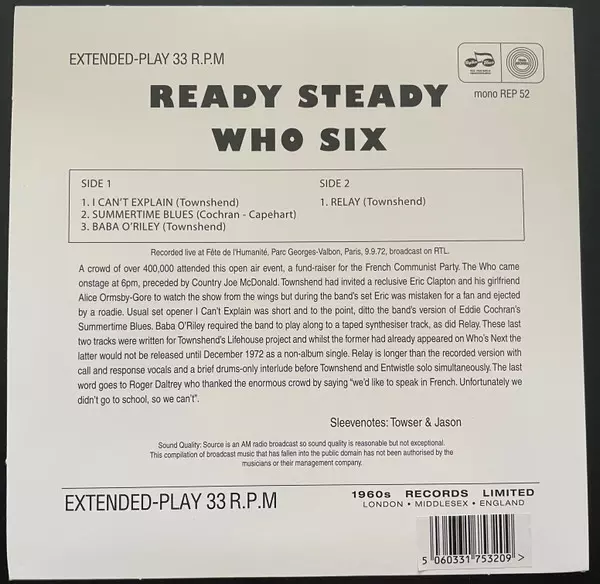 EXTENDED-PLAY 33 R.P.M
mono REP 52
READY STEADY
WHO SIX
SIDE 1
1. I CAN'T EXPLAIN (Townshend)
2. SUMMERTIME BLUES (Cochran - Capehart)
3. BABA O'RILEY (Townshend)
SIDE 2
1. RELAY (Townshend)
Recorded live at Fête de l'Humanité, Parc Georges-Valbon, Paris, 9.9.72, broadcast on RTL.
A crowd of over 400,000 attended this open air event, a fund-raiser for the French Communist Party. The Who came
onstage at 6pm, preceded by Country Joe McDonald. Townshend had invited a reclusive Eric Clapton and his girlfriend
Alice Ormsby-Gore to watch the show from the wings but during the band's set Eric was mistaken for a fan and ejected
by a roadie. Usual set opener I Can't Explain was short and to the point, ditto the band's version of Eddie Cochran's
Summertime Blues. Baba O'Riley required the band to play along to a taped synthesiser track, as did Relay. These last
two tracks were written for Townshend's Lifehouse project and whilst the former had already appeared on Who's Next the
latter would not be released until December 1972 as a non-album single. Relay is longer than the recorded version with
call and response vocals and a brief drums-only interlude before Townshend and Entwistle solo simultaneously. The last
word goes to Roger Daltrey who thanked the enormous crowd by saying "we'd like to speak in French. Unfortunately we
didn't go to school, so we can't".
Sleevenotes: Towser & Jason
Sound Quality: Source is an AM radio broadcast so sound quality is reasonable but not exceptional.
This compilation of broadcast music that has fallen into the public domain has not been authorised by the
musicians or their management company.
EXTENDED-PLAY 33 R.P.M
1960s RECORDS LIMITED
LONDON • MIDDLESEX • ENGLAND
5 060331 753209 >